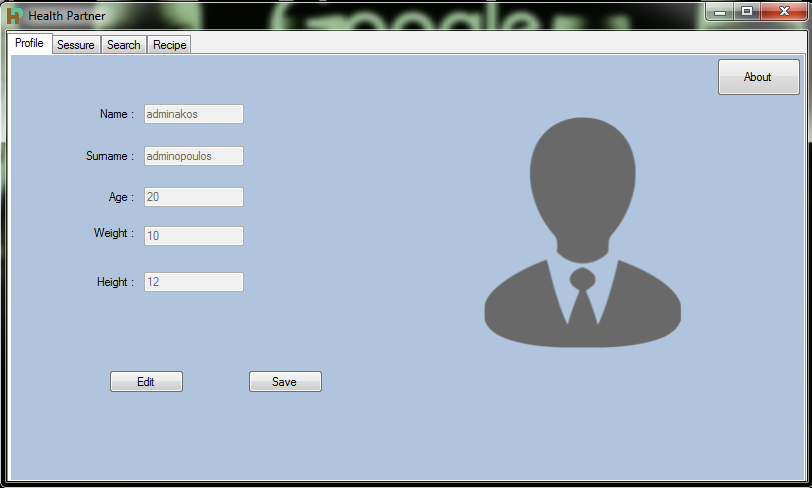 Health Partner
Google
Profile Sessure Search Recipe
About
Name : adminakos
Surname : adminopoulos
Age : 20
Weight : 10
Height : 12
Edit Save